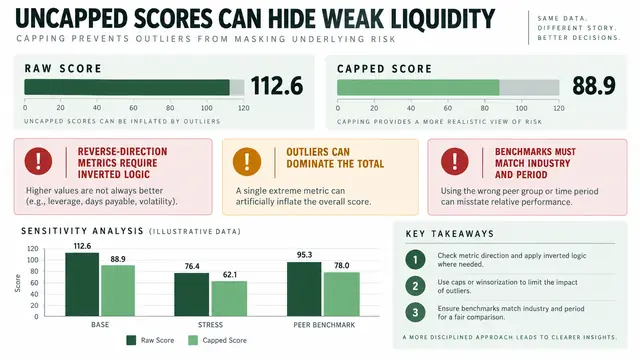 UNCAPPED SCORES CAN HIDE WEAK LIQUIDITY
CAPPING PREVENTS OUTLIERS FROM MASKING UNDERLYING RISK
SAME DATA.
DIFFERENT STORY.
BETTER DECISIONS.
RAW SCORE
112.6
0 20 40 60 80 100 120
UNCAPPED SCORES CAN BE INFLATED BY OUTLIERS
CAPPED SCORE
88.9
0 20 40 60 80 100 120
CAPPING PROVIDES A MORE REALISTIC VIEW OF RISK
!
REVERSE-DIRECTION
METRICS REQUIRE
INVERTED LOGIC
Higher values are not always better
(e.g., leverage, days payable, volatility).
!
OUTLIERS CAN
DOMINATE THE TOTAL
A single extreme metric can
artificially inflate the overall score.
!
BENCHMARKS MUST
MATCH INDUSTRY
AND PERIOD
Using the wrong peer group or time period
can misstate relative performance.
SENSITIVITY ANALYSIS (ILLUSTRATIVE DATA)
Score
120
100
80
60
40
20
0
112.6
88.9
76.4
62.1
95.3
78.0
BASE
STRESS
PEER BENCHMARK
Raw Score
Capped Score
KEY TAKEAWAYS
1
Check metric direction and apply inverted logic
where needed.
2
Use caps or winsorization to limit the impact
of outliers.
3
Ensure benchmarks match industry and period
for a fair comparison.
A MORE DISCIPLINED APPROACH LEADS TO CLEARER INSIGHTS.